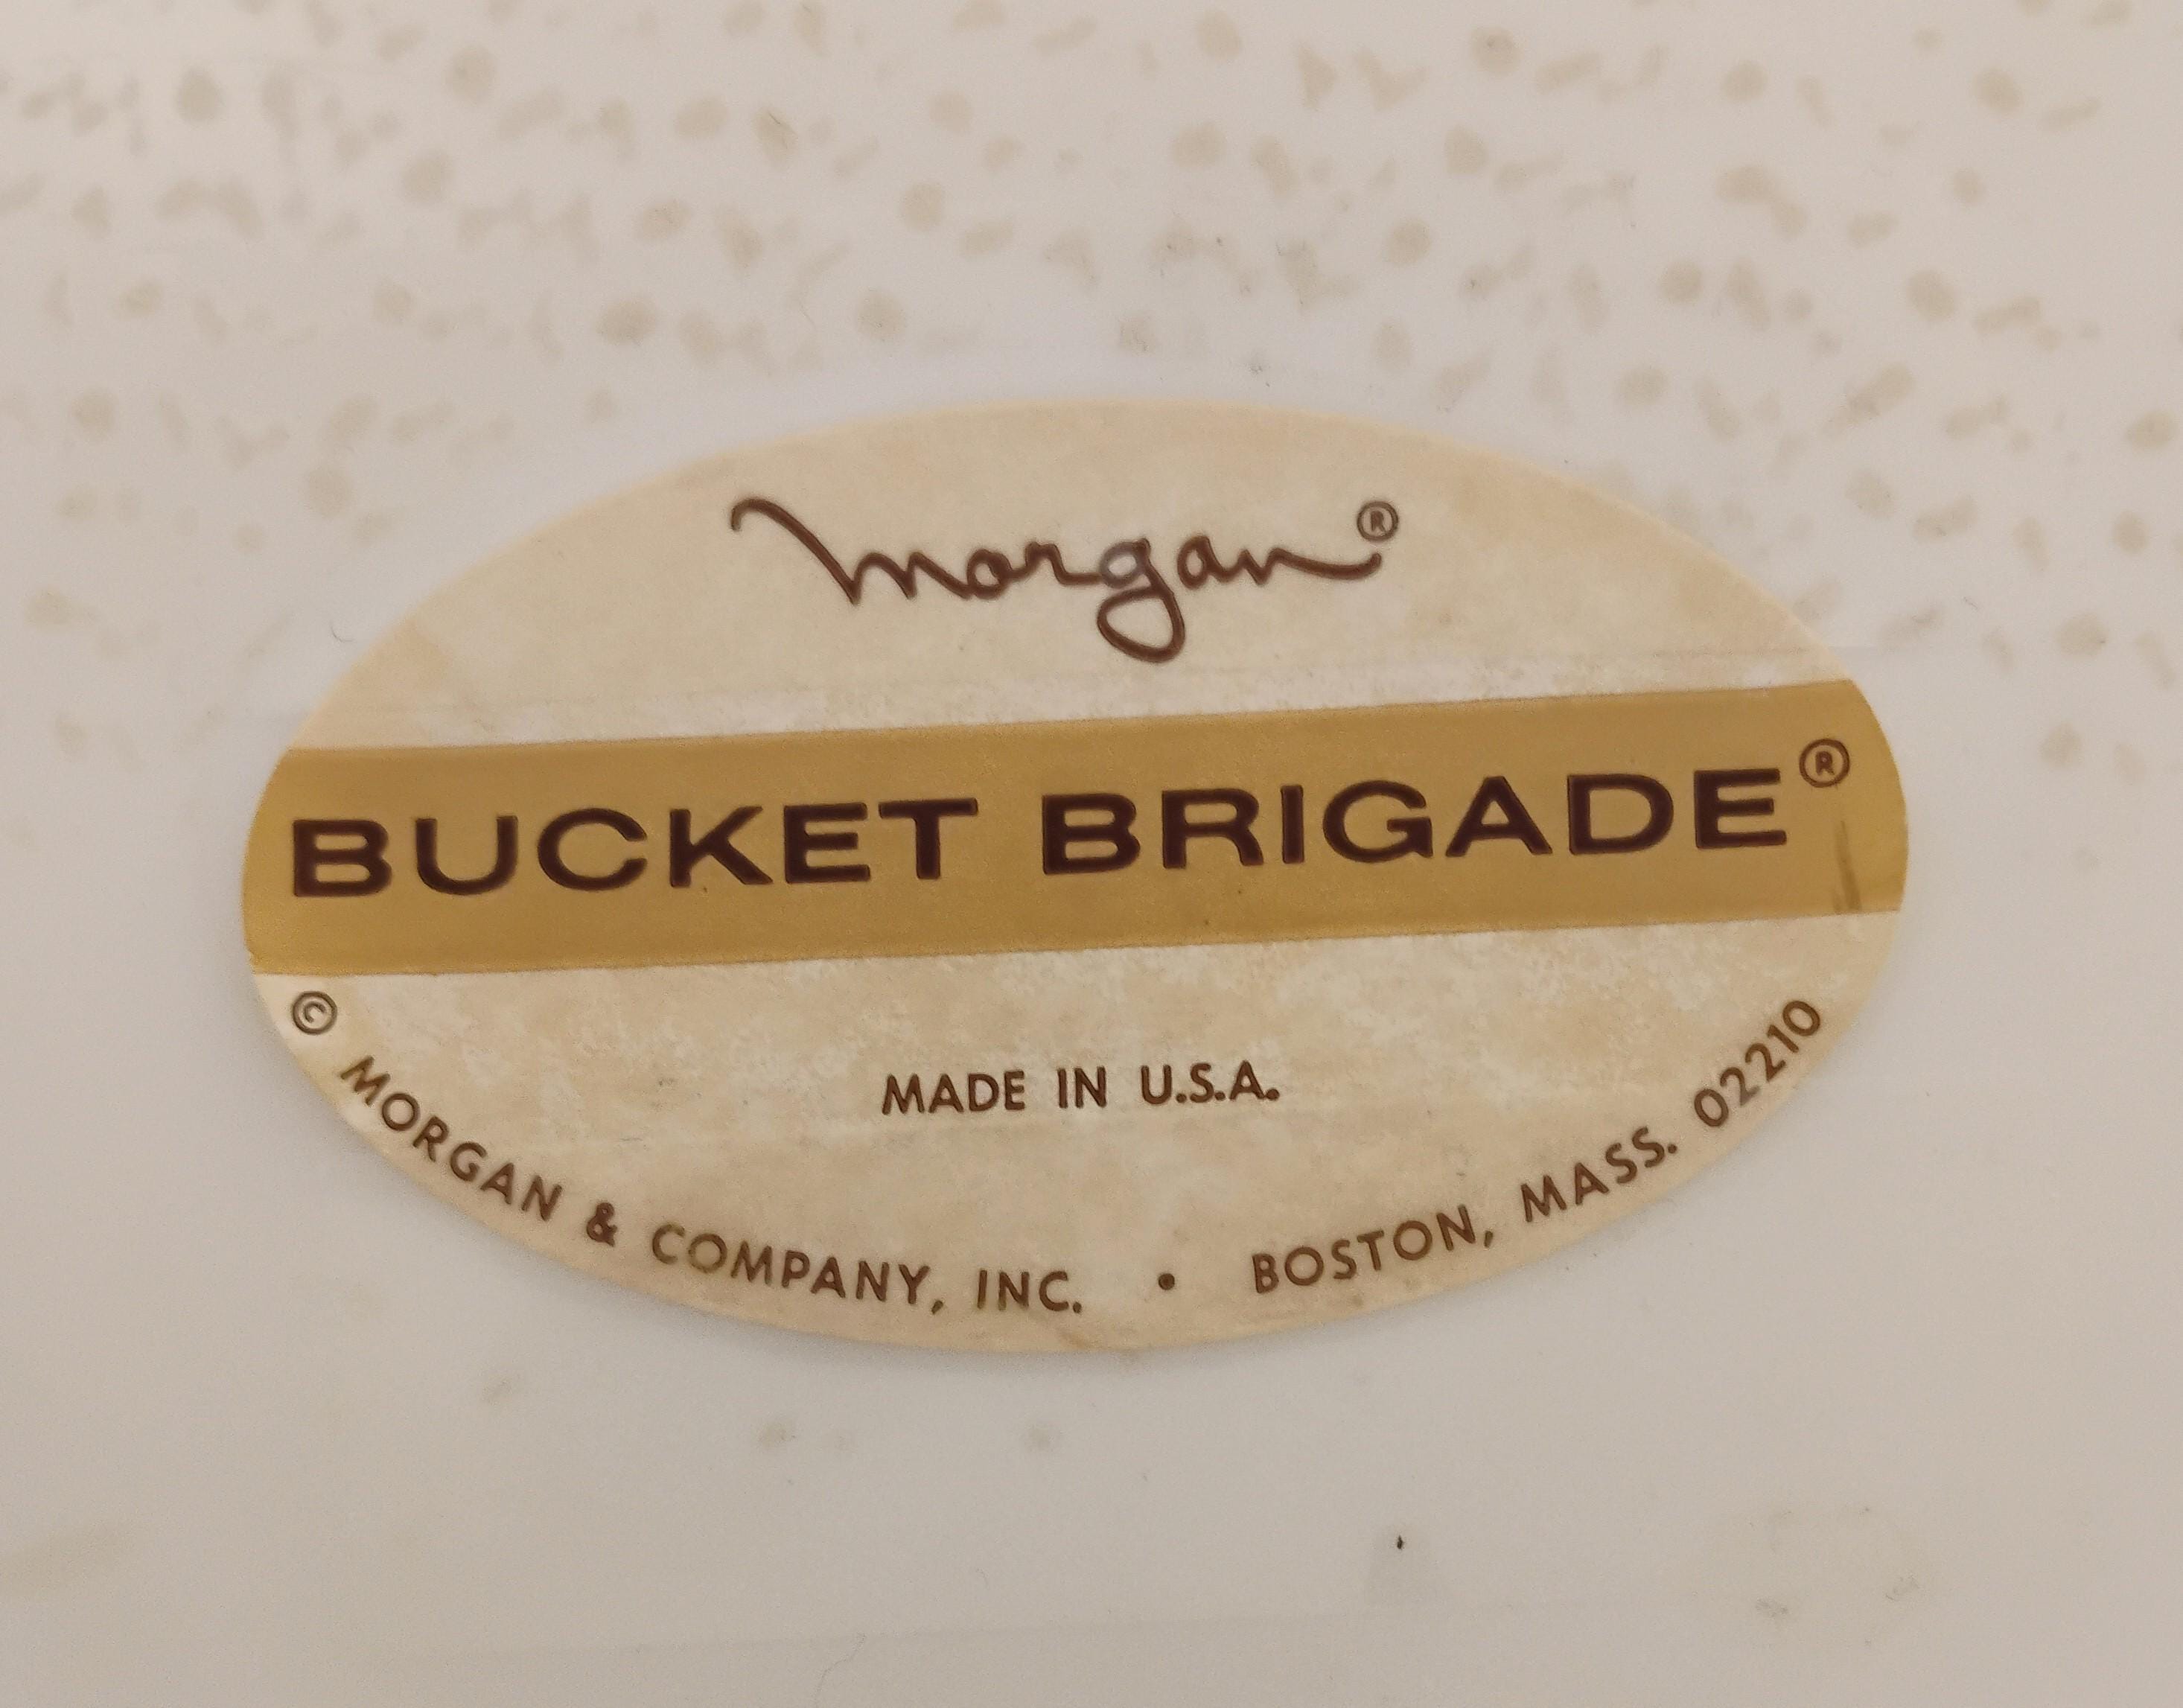 morgan®
BUCKET BRIGADE®
MADE IN U.S.A.
© MORGAN & COMPANY, INC. • BOSTON, MASS. 02210